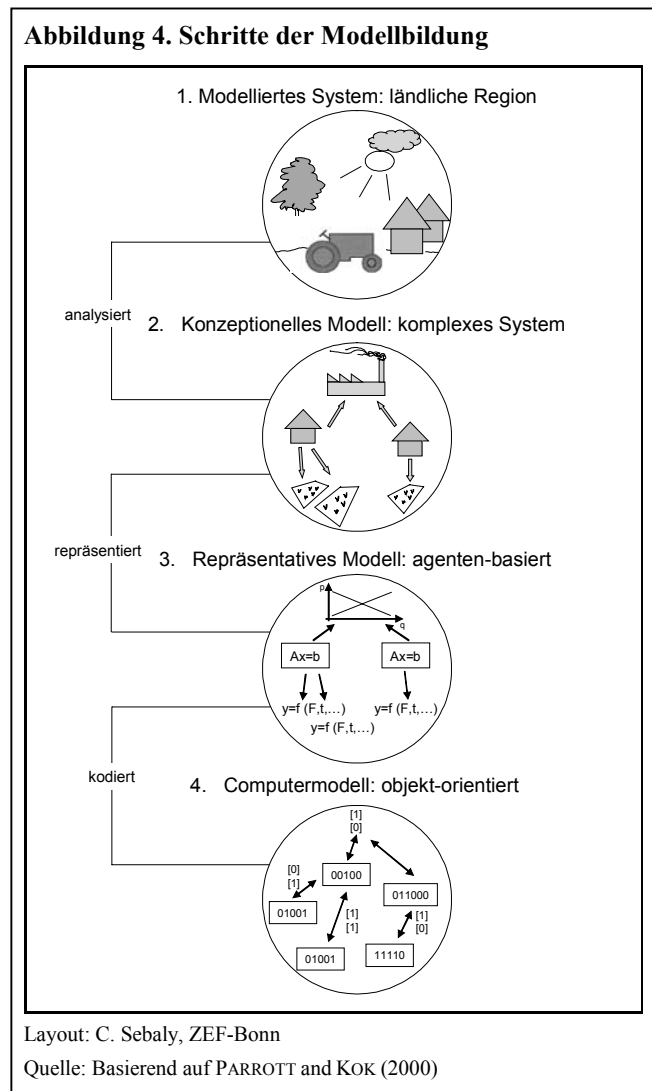 Abbildung 4. Schritte der Modellbildung
1. Modelliertes System: ländliche Region
analysiert
2. Konzeptionelles Modell: komplexes System
repräsentiert
3. Repräsentatives Modell: agenten-basiert
p
q
Ax=b Ax=b
y=f (F,t,…) y=f (F,t,…)
y=f (F,t,…)
kodiert
4. Computermodell: objekt-orientiert
[1]
[0]
[0]
[1]
00100
011000
01001
[1]
[1]
[1]
[0]
01001
11110
Layout: C. Sebaly, ZEF-Bonn
Quelle: Basierend auf PARROTT and KOK (2000)